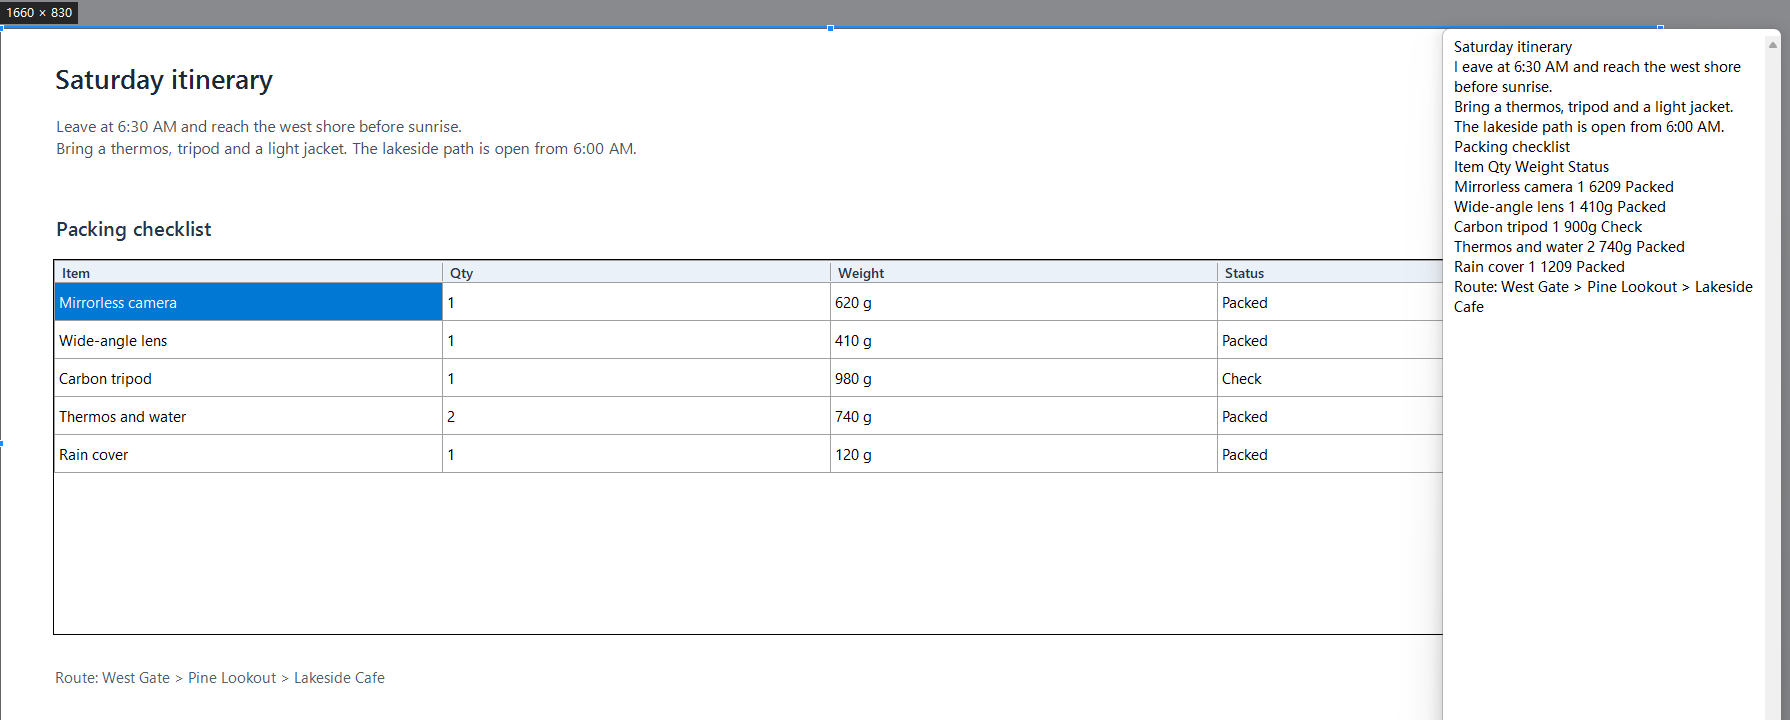 1660 × 830
Saturday itinerary
Leave at 6:30 AM and reach the west shore before sunrise.
Bring a thermos, tripod and a light jacket. The lakeside path is open from 6:00 AM.
Packing checklist
Item Qty Weight Status
Mirrorless camera 1 620 g Packed
Wide-angle lens 1 410 g Packed
Carbon tripod 1 980 g Check
Thermos and water 2 740 g Packed
Rain cover 1 120 g Packed
Route: West Gate > Pine Lookout > Lakeside Cafe
Saturday itinerary
I eave at 6:30 AM and reach the west shore
before sunrise.
Bring a thermos, tripod and a light jacket.
The lakeside path is open from 6:00 AM.
Packing checklist
Item Qty Weight Status
Mirrorless camera 1 6209 Packed
Wide-angle lens 1 410g Packed
Carbon tripod 1 900g Check
Thermos and water 2 740g Packed
Rain cover 1 1209 Packed
Route: West Gate > Pine Lookout > Lakeside
Cafe